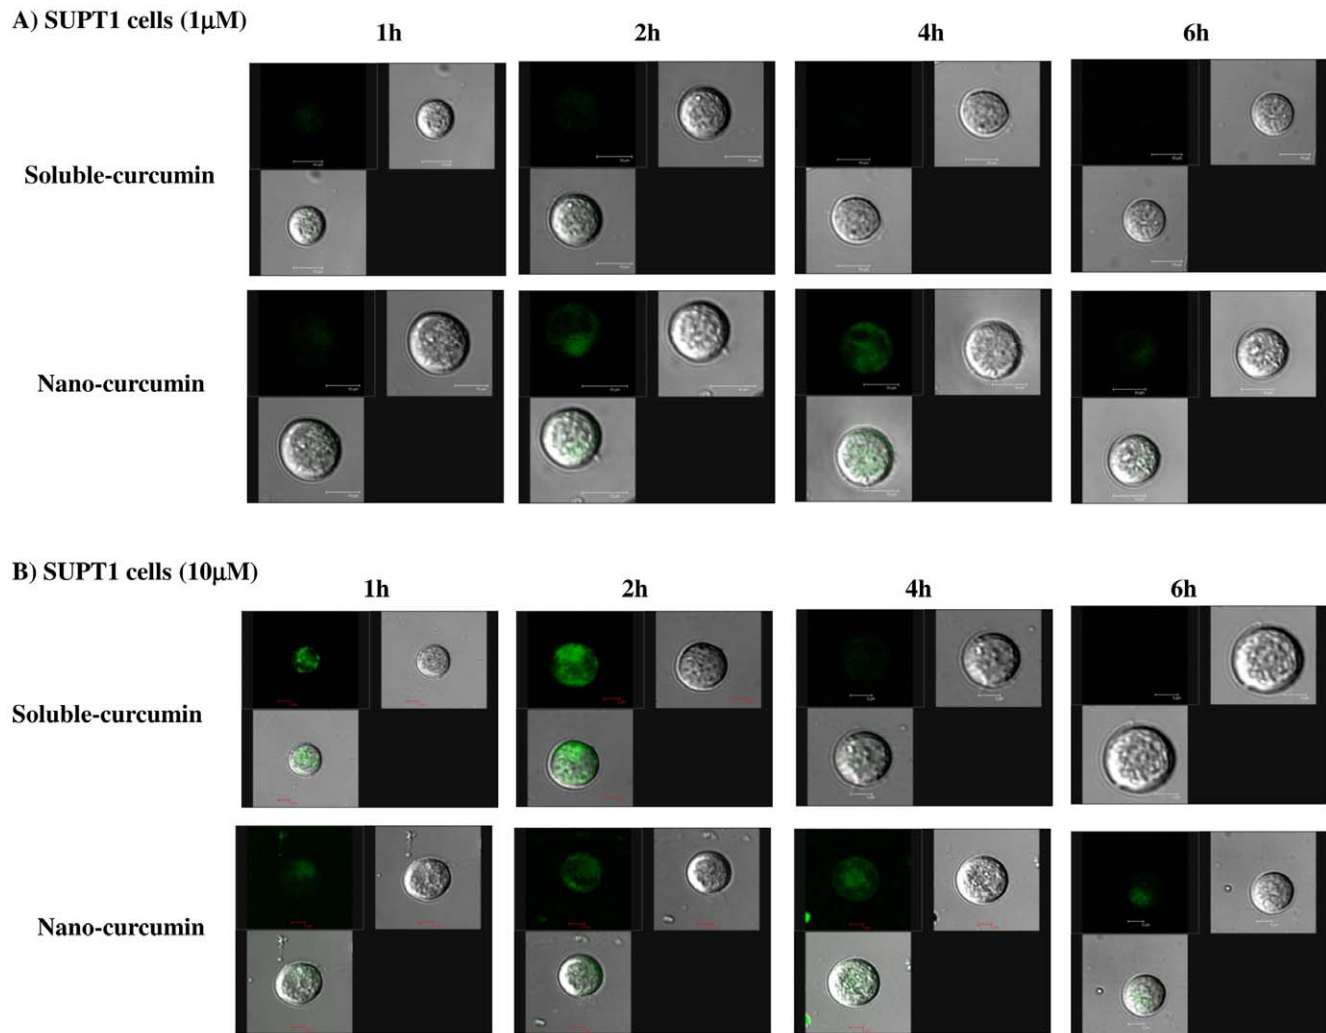 A) SUPT1 cells (1μM)
1h 2h 4h 6h
Soluble-curcumin
Nano-curcumin
B) SUPT1 cells (10μM)
1h 2h 4h 6h
Soluble-curcumin
Nano-curcumin